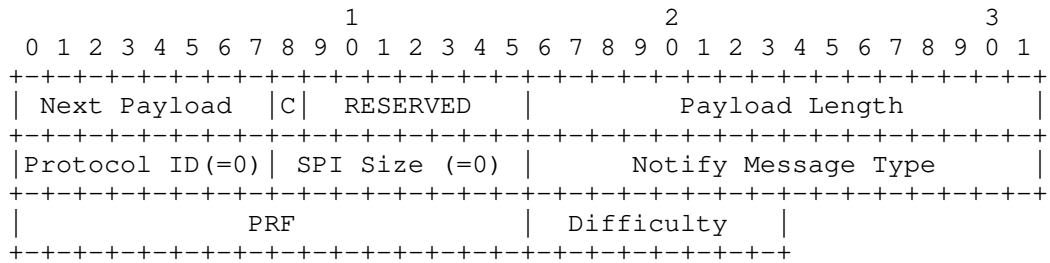 1                   2                   3
 0 1 2 3 4 5 6 7 8 9 0 1 2 3 4 5 6 7 8 9 0 1 2 3 4 5 6 7 8 9 0 1
+-+-+-+-+-+-+-+-+-+-+-+-+-+-+-+-+-+-+-+-+-+-+-+-+-+-+-+-+-+-+-+-+
| Next Payload  |C|  RESERVED   |         Payload Length        |
+-+-+-+-+-+-+-+-+-+-+-+-+-+-+-+-+-+-+-+-+-+-+-+-+-+-+-+-+-+-+-+-+
|Protocol ID(=0)| SPI Size (=0) |      Notify Message Type      |
+-+-+-+-+-+-+-+-+-+-+-+-+-+-+-+-+-+-+-+-+-+-+-+-+-+-+-+-+-+-+-+-+
|              PRF              |  Difficulty   |
+-+-+-+-+-+-+-+-+-+-+-+-+-+-+-+-+-+-+-+-+-+-+-+-+